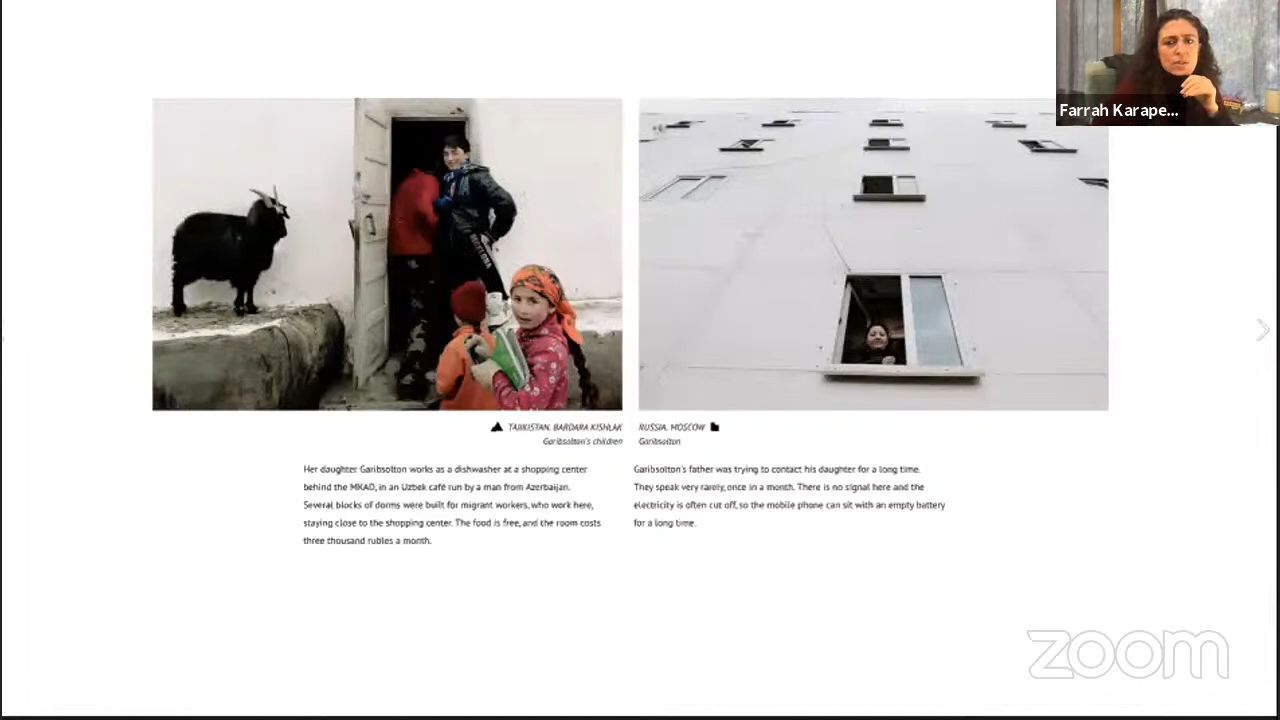 Farrah Karape...
TAJIKISTAN, BARDARA KISHLAK
Garibsolton's children
RUSSIA, MOSCOW
Garibsolton
Her daughter Garibsolton works as a dishwasher at a shopping center
behind the MKAD, in an Uzbek café run by a man from Azerbaijan.
Several blocks of dorms were built for migrant workers, who work here,
staying close to the shopping center. The food is free, and the room costs
three thousand rubles a month.
Garibsolton's father was trying to contact his daughter for a long time.
They speak very rarely, once in a month. There is no signal here and the
electricity is often cut off, so the mobile phone can sit with an empty battery
for a long time.
zoom